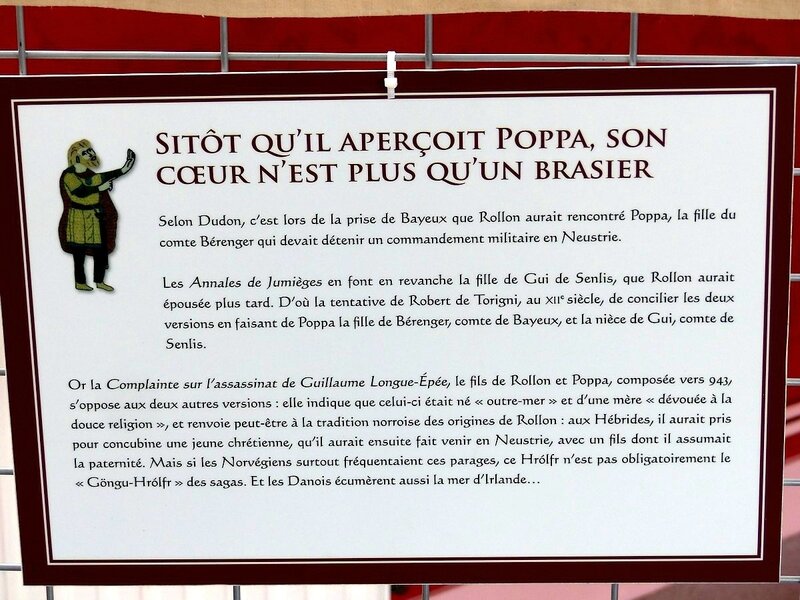 Sitôt qu'il aperçoit Poppa, son
cœur n'est plus qu'un brasier
Selon Dudon, c'est lors de la prise de Bayeux que Rollon aurait rencontré Poppa, la fille du
comte Bérenger qui devait détenir un commandement militaire en Neustrie.
Les Annales de Jumièges en font en revanche la fille de Gui de Senlis, que Rollon aurait
épousée plus tard. D'où la tentative de Robert de Torigni, au XIIe siècle, de concilier les deux
versions en faisant de Poppa la fille de Bérenger, comte de Bayeux, et la nièce de Gui, comte de
Senlis.
Or la Complainte sur l'assassinat de Guillaume Longue-Épée, le fils de Rollon et Poppa, composée vers 943,
s'oppose aux deux autres versions : elle indique que celui-ci était né « outre-mer » et d'une mère « dévouée à la
douce religion », et renvoie peut-être à la tradition norroise des origines de Rollon : aux Hébrides, il aurait pris
pour concubine une jeune chrétienne, qu'il aurait ensuite fait venir en Neustrie, avec un fils dont il assumait
la paternité. Mais si les Norvégiens surtout fréquentaient ces parages, ce Hrólfr n'est pas obligatoirement le
« Göngu-Hrólfr » des sagas. Et les Danois écumèrent aussi la mer d'Irlande…